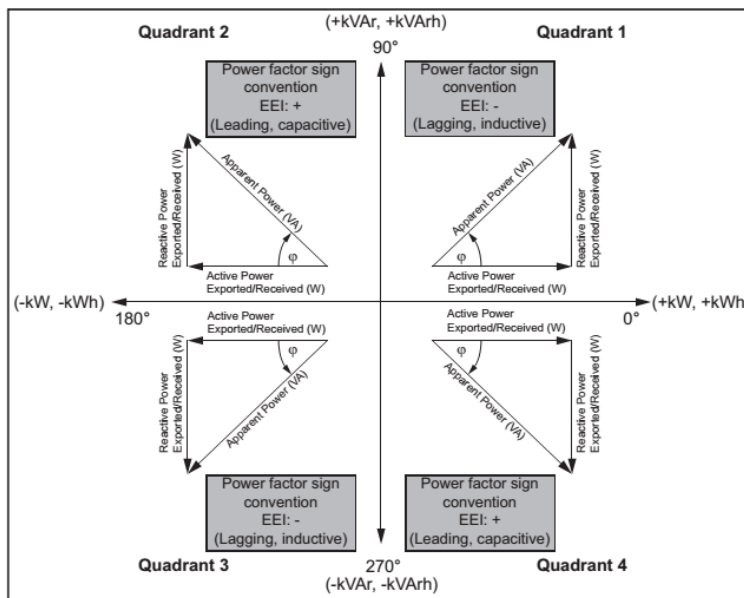 Quadrant 2
(+kVAr, +kVArh)
Quadrant 1
90°
Power factor sign
convention
EEI: +
(Leading, capacitive)
Power factor sign
convention
EEI: -
(Lagging, inductive)
Reactive Power
Exported/Received (W)
Apparent Power (VA)
φ
Active Power
Exported/Received (W)
Apparent Power (VA)
φ
Reactive Power
Exported/Received (W)
Active Power
Exported/Received (W)
(-kW, -kWh)
180°
(+kW, +kWh)
0°
Active Power
Exported/Received (W)
φ
Reactive Power
Exported/Received (W)
Apparent Power (VA)
Active Power
Exported/Received (W)
φ
Apparent Power (VA)
Reactive Power
Exported/Received (W)
Power factor sign
convention
EEI: -
(Lagging, inductive)
Power factor sign
convention
EEI: +
(Leading, capacitive)
Quadrant 3
270°
(-kVAr, -kVArh)
Quadrant 4